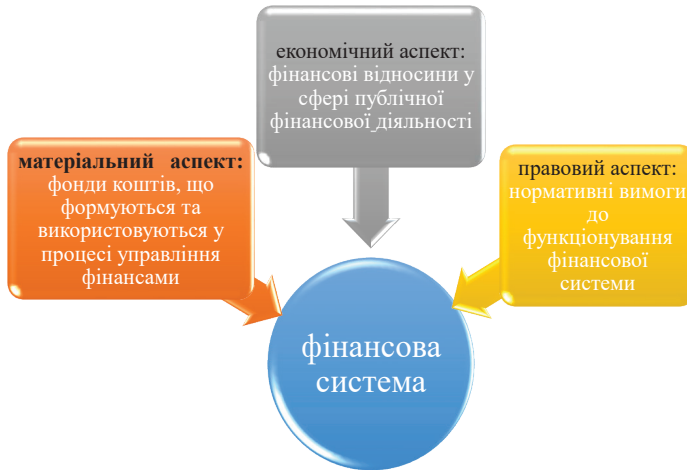 економічний аспект:
фінансові відносини у
сфері публічної
фінансової діяльності
матеріальний аспект:
фонди коштів, що
формуються та
використовуються у
процесі управління
фінансами
правовий аспект:
нормативні вимоги
до
функціонування
фінансової
системи
фінансова
система